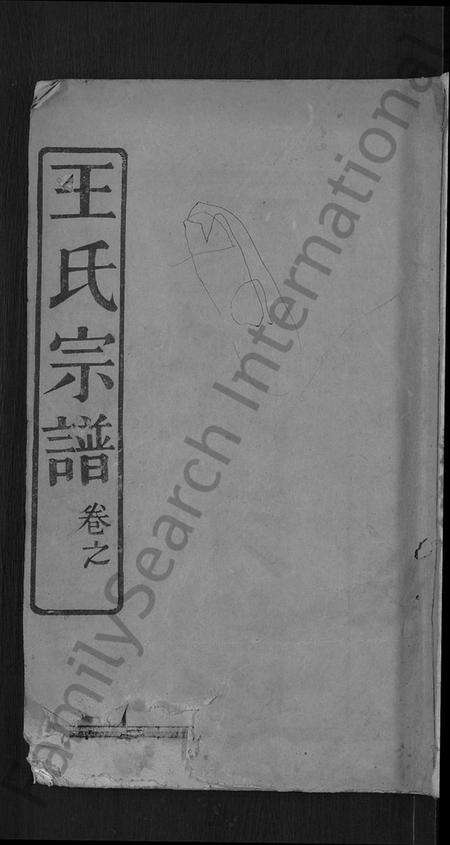 王氏宗譜
卷之
FamilySearch International